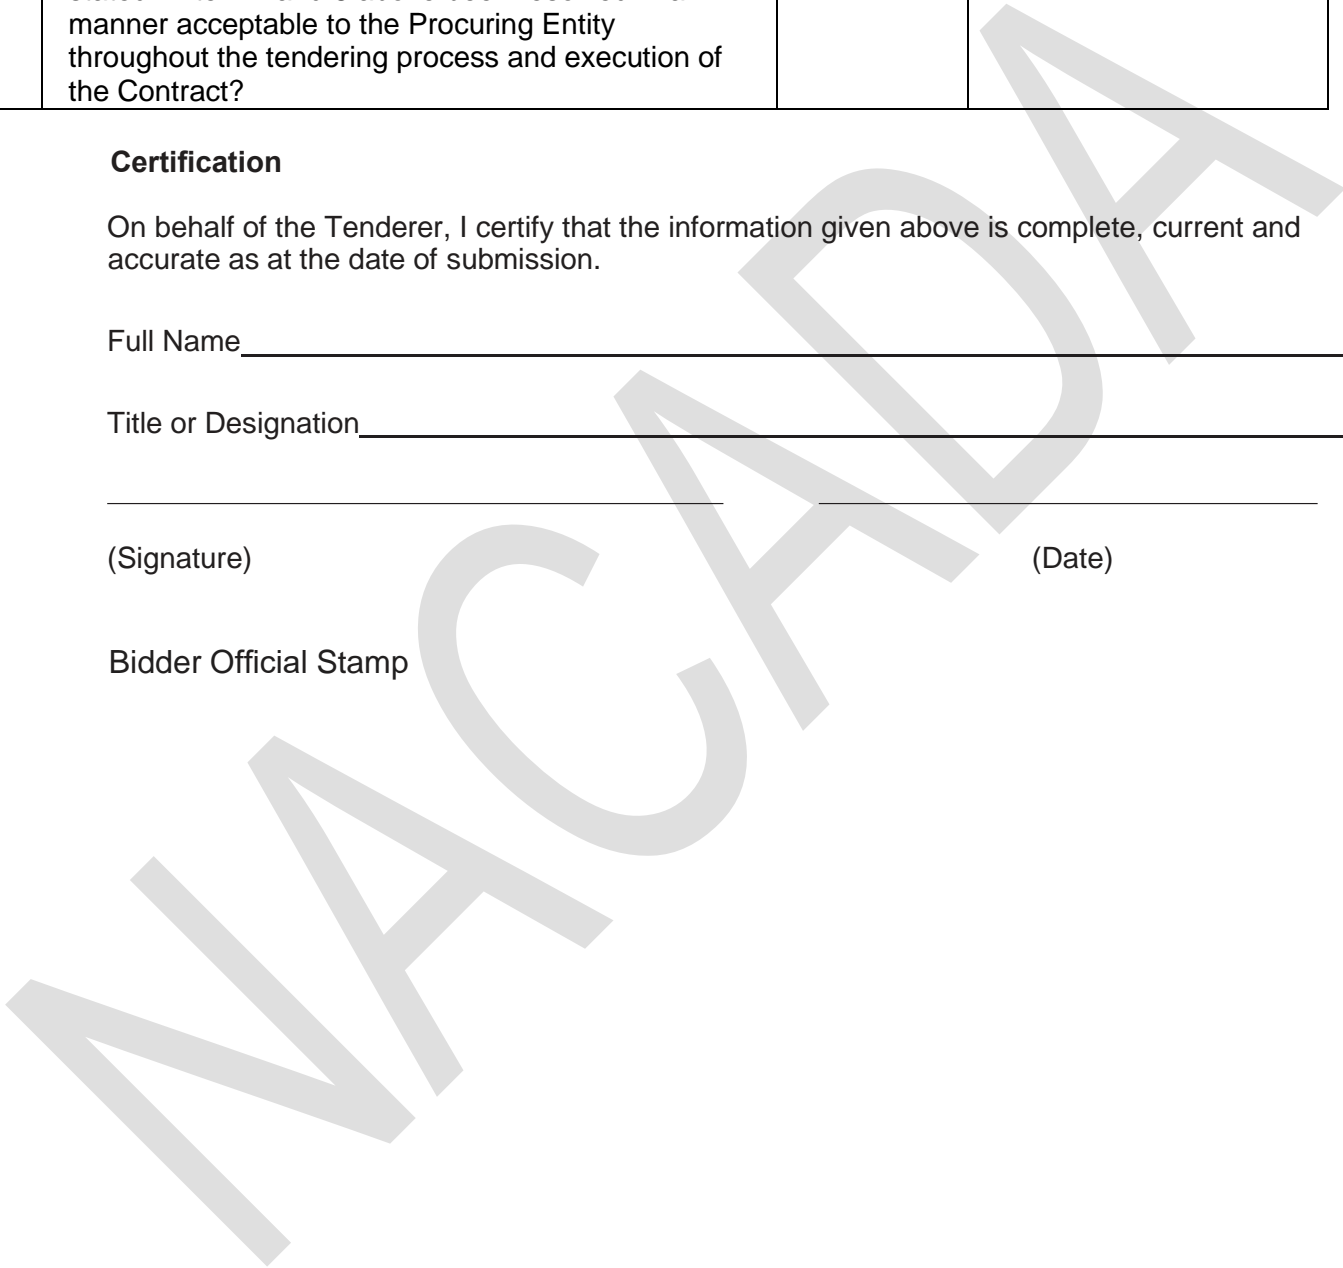 manner acceptable to the Procuring Entity
throughout the tendering process and execution of
the Contract?
Certification
On behalf of the Tenderer, I certify that the information given above is complete, current and
accurate as at the date of submission.
Full Name
Title or Designation
(Signature) (Date)
Bidder Official Stamp
NACADA